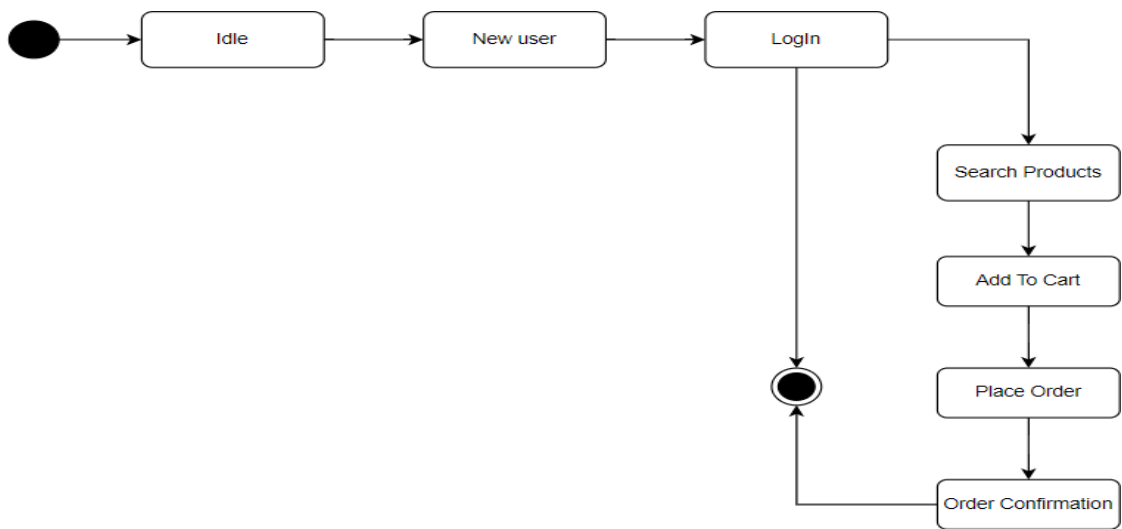 Idle
New user
LogIn
Search Products
Add To Cart
Place Order
Order Confirmation